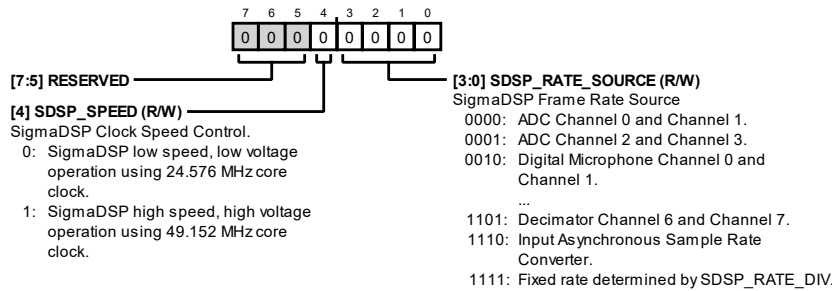 7 6 5 4 3 2 1 0
0 0 0 0 0 0 0 0
[7:5] RESERVED
[4] SDSP_SPEED (R/W)
SigmaDSP Clock Speed Control.
0: SigmaDSP low speed, low voltage
operation using 24.576 MHz core
clock.
1: SigmaDSP high speed, high voltage
operation using 49.152 MHz core
clock.
[3:0] SDSP_RATE_SOURCE (R/W)
SigmaDSP Frame Rate Source
0000: ADC Channel 0 and Channel 1.
0001: ADC Channel 2 and Channel 3.
0010: Digital Microphone Channel 0 and
Channel 1.
...
1101: Decimator Channel 6 and Channel 7.
1110: Input Asynchronous Sample Rate
Converter.
1111: Fixed rate determined by SDSP_RATE_DIV.